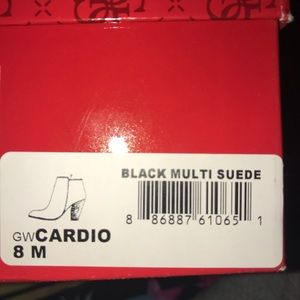 BLACK MULTI SUEDE
8 86887 61065 1
GWCARDIO
8 M